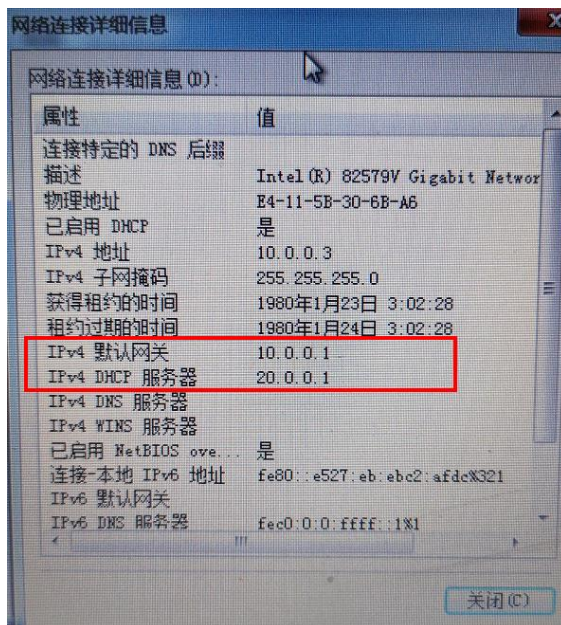 网络连接详细信息
网络连接详细信息(D):
属性 值
连接特定的 DNS 后缀
描述 Intel(R) 82579V Gigabit Networ
物理地址 E4-11-5B-30-6B-A6
已启用 DHCP 是
IPv4 地址 10.0.0.3
IPv4 子网掩码 255.255.255.0
获得租约的时间 1980年1月23日 3:02:28
租约过期的时间 1980年1月24日 3:02:28
IPv4 默认网关 10.0.0.1
IPv4 DHCP 服务器 20.0.0.1
IPv4 DNS 服务器
IPv4 WINS 服务器
已启用 NetBIOS ove... 是
连接-本地 IPv6 地址 fe80::e527:eb:ebc2:afdc%321
IPv6 默认网关
IPv6 DNS 服务器 fec0:0:0:ffff::1%1
关闭(C)